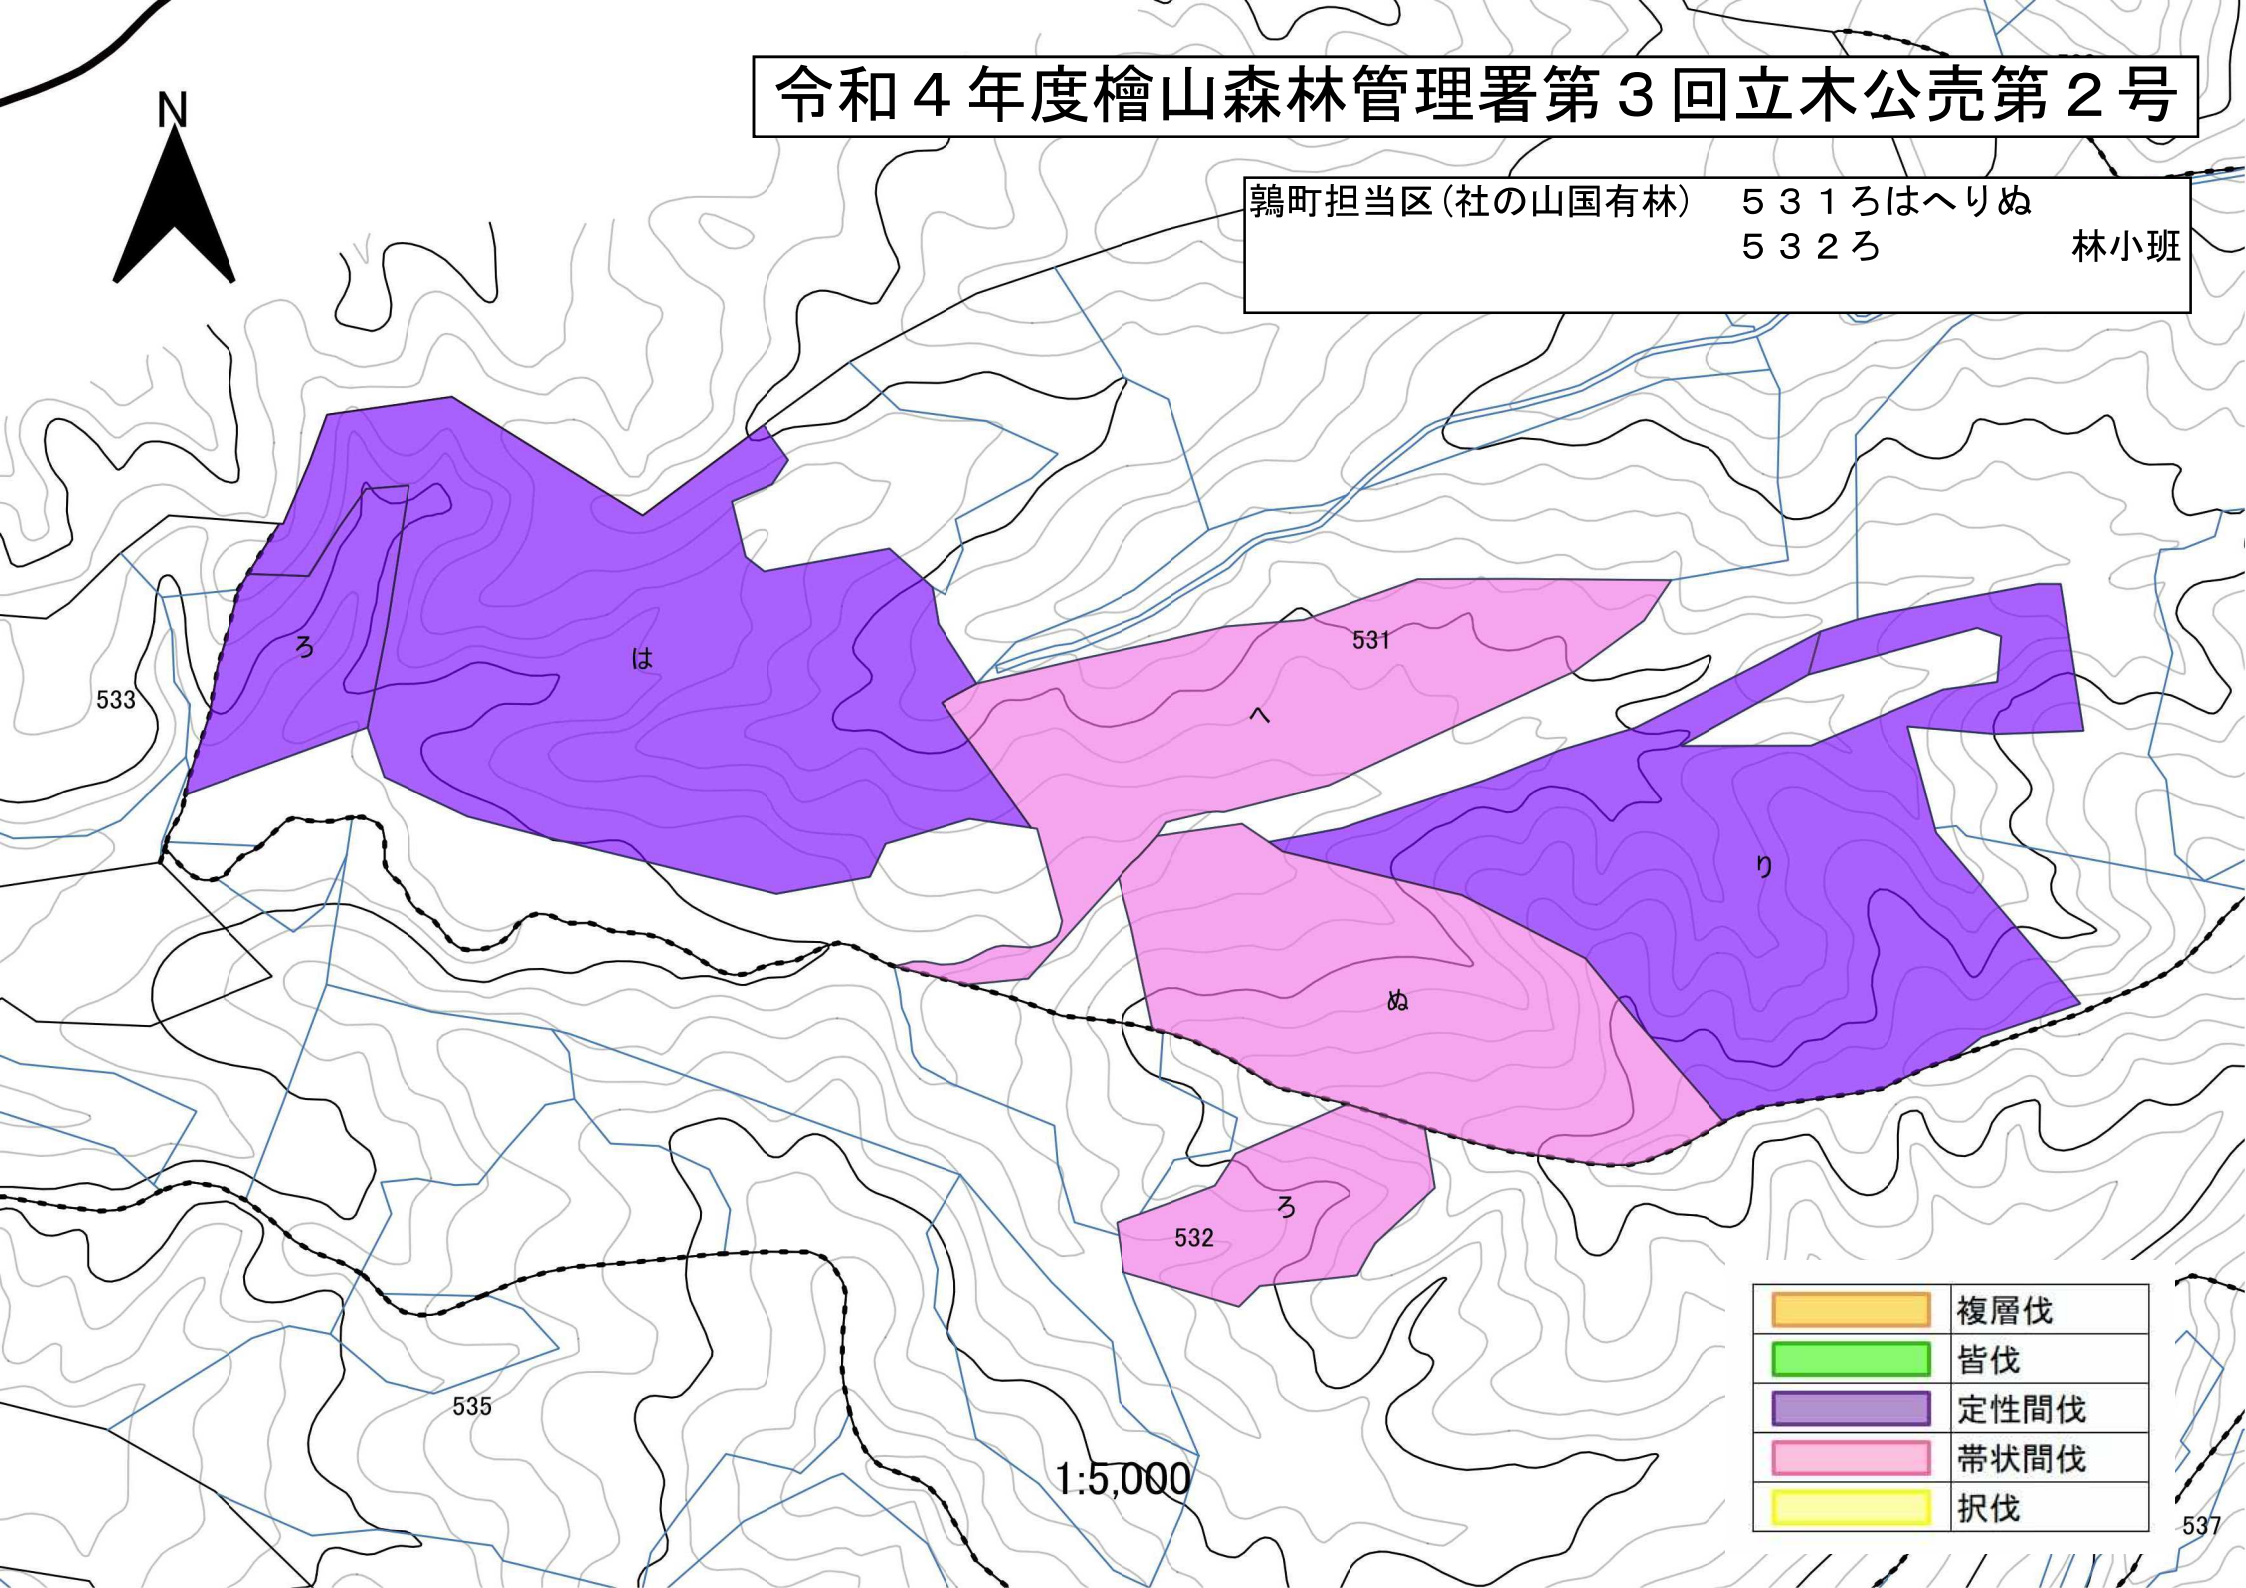 令和４年度檜山森林管理署第３回立木公売第２号
N
鶉町担当区(社の山国有林)　５３１ろはへりぬ
５３２ろ　林小班
531
ろ
は
へ
533
り
ぬ
ろ
532
535
1:5,000
複層伐
皆伐
定性間伐
帯状間伐
択伐
537